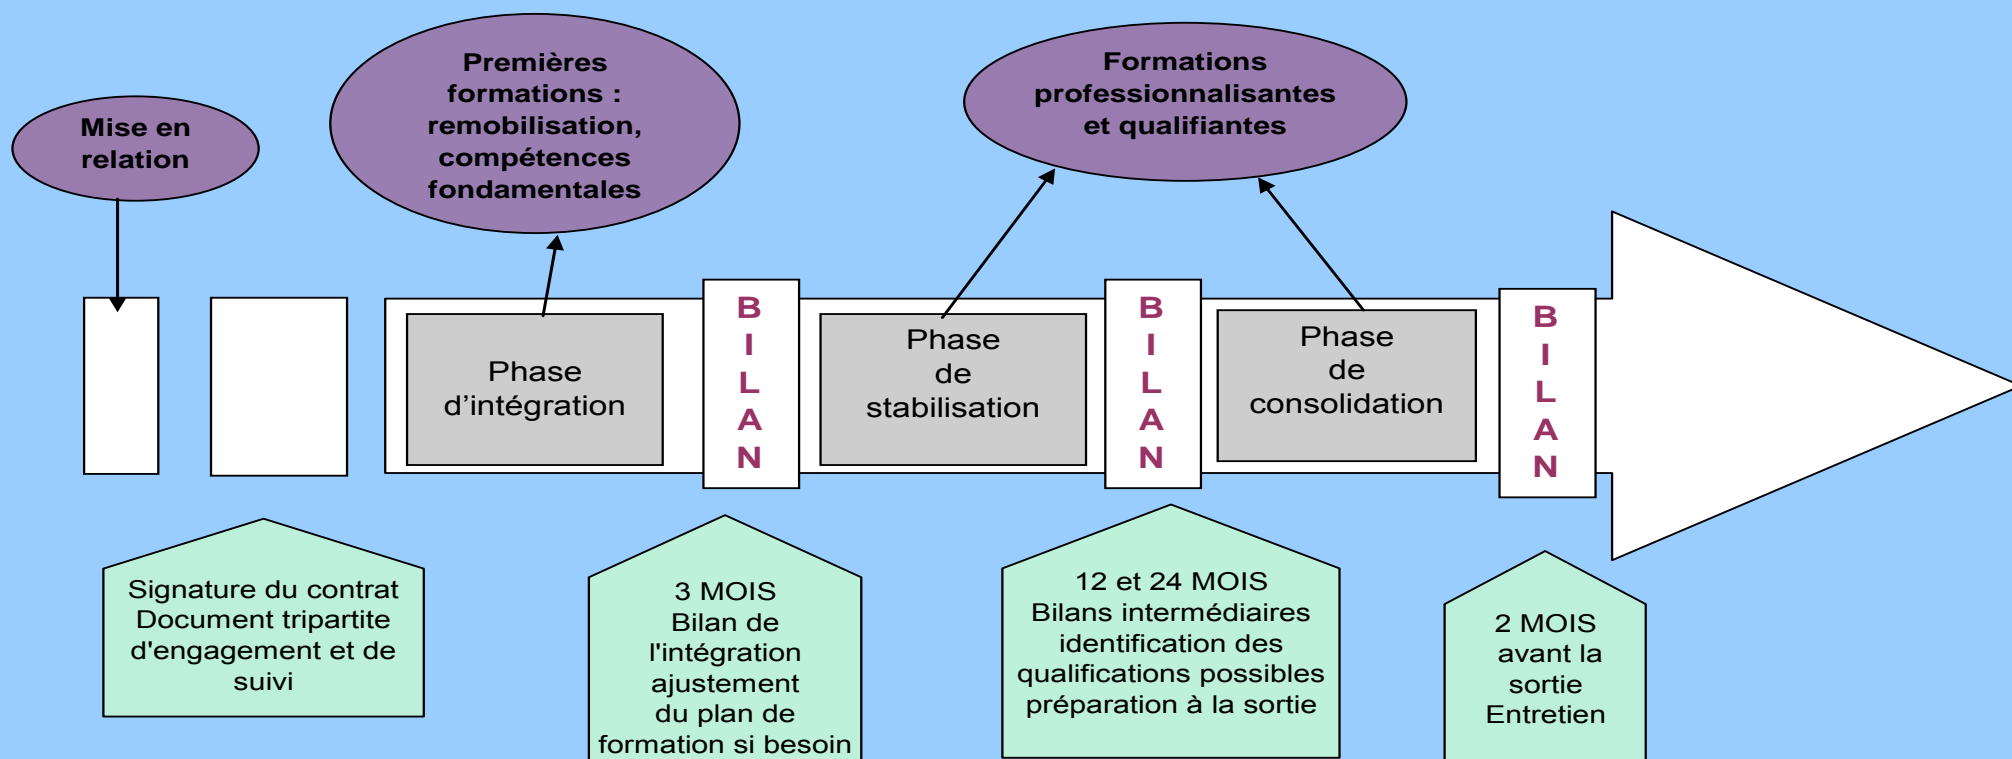 Mise en
relation
Premières
formations :
remobilisation,
compétences
fondamentales
Formations
professionnalisantes
et qualifiantes
Phase
d’intégration
B
I
L
A
N
Phase
de
stabilisation
B
I
L
A
N
Phase
de
consolidation
B
I
L
A
N
Signature du contrat
Document tripartite
d'engagement et de
suivi
3 MOIS
Bilan de
l'intégration
ajustement
du plan de
formation si besoin
12 et 24 MOIS
Bilans intermédiaires
identification des
qualifications possibles
préparation à la sortie
2 MOIS
avant la
sortie
Entretien